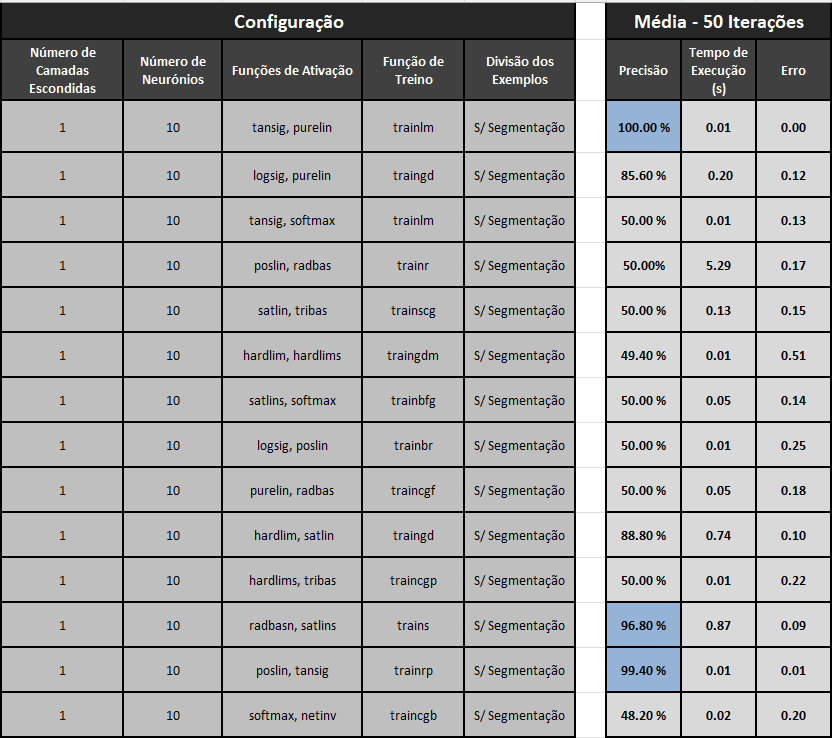 Configuração Média - 50 Iterações
Número de Camadas Escondidas Número de Neurónios Funções de Ativação Função de Treino Divisão dos Exemplos Precisão Tempo de Execução (s) Erro
1 10 tansig, purelin trainlm S/ Segmentação 100.00 % 0.01 0.00
1 10 logsig, purelin traingd S/ Segmentação 85.60 % 0.20 0.12
1 10 tansig, softmax trainlm S/ Segmentação 50.00 % 0.01 0.13
1 10 poslin, radbas trainr S/ Segmentação 50.00% 5.29 0.17
1 10 satlin, tribas trainscg S/ Segmentação 50.00 % 0.13 0.15
1 10 hardlim, hardlims traingdm S/ Segmentação 49.40 % 0.01 0.51
1 10 satlins, softmax trainbfg S/ Segmentação 50.00 % 0.05 0.14
1 10 logsig, poslin trainbr S/ Segmentação 50.00 % 0.01 0.25
1 10 purelin, radbas traincgf S/ Segmentação 50.00 % 0.05 0.18
1 10 hardlim, satlin traingd S/ Segmentação 88.80 % 0.74 0.10
1 10 hardlims, tribas traincgp S/ Segmentação 50.00 % 0.01 0.22
1 10 radbasn, satlins trains S/ Segmentação 96.80 % 0.87 0.09
1 10 poslin, tansig trainrp S/ Segmentação 99.40 % 0.01 0.01
1 10 softmax, netinv traincgb S/ Segmentação 48.20 % 0.02 0.20